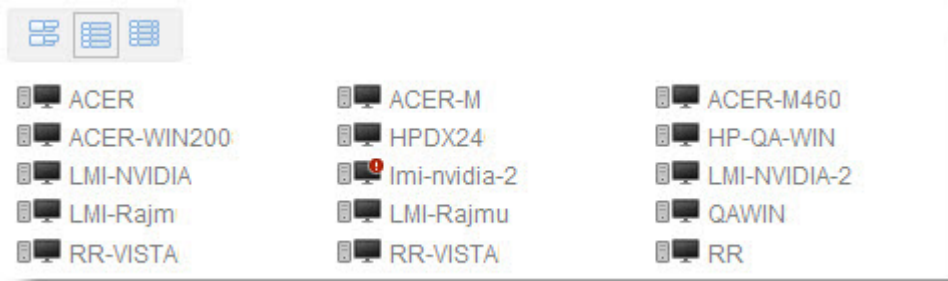 ACER ACER-M ACER-M460
ACER-WIN200 HPDX24 HP-QA-WIN
LMI-NVIDIA lmi-nvidia-2 LMI-NVIDIA-2
LMI-Rajm LMI-Rajmu QAWIN
RR-VISTA RR-VISTA RR